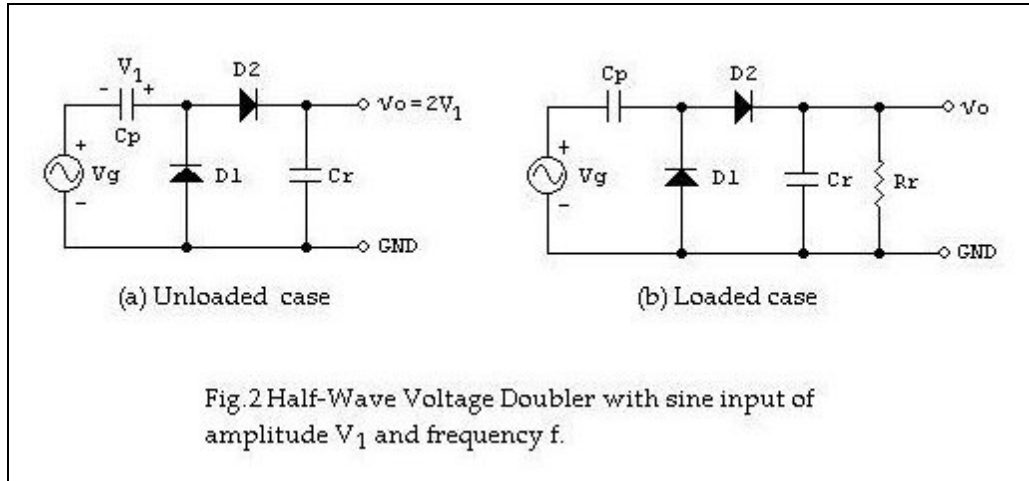 V1
- +
Cp
D2
Vo = 2V1
+
Vg
-
D1
Cr
GND
(a) Unloaded case
Cp
D2
Vo
+
Vg
-
D1
Cr
Rr
GND
(b) Loaded case
Fig.2 Half-Wave Voltage Doubler with sine input of
amplitude V1 and frequency f.